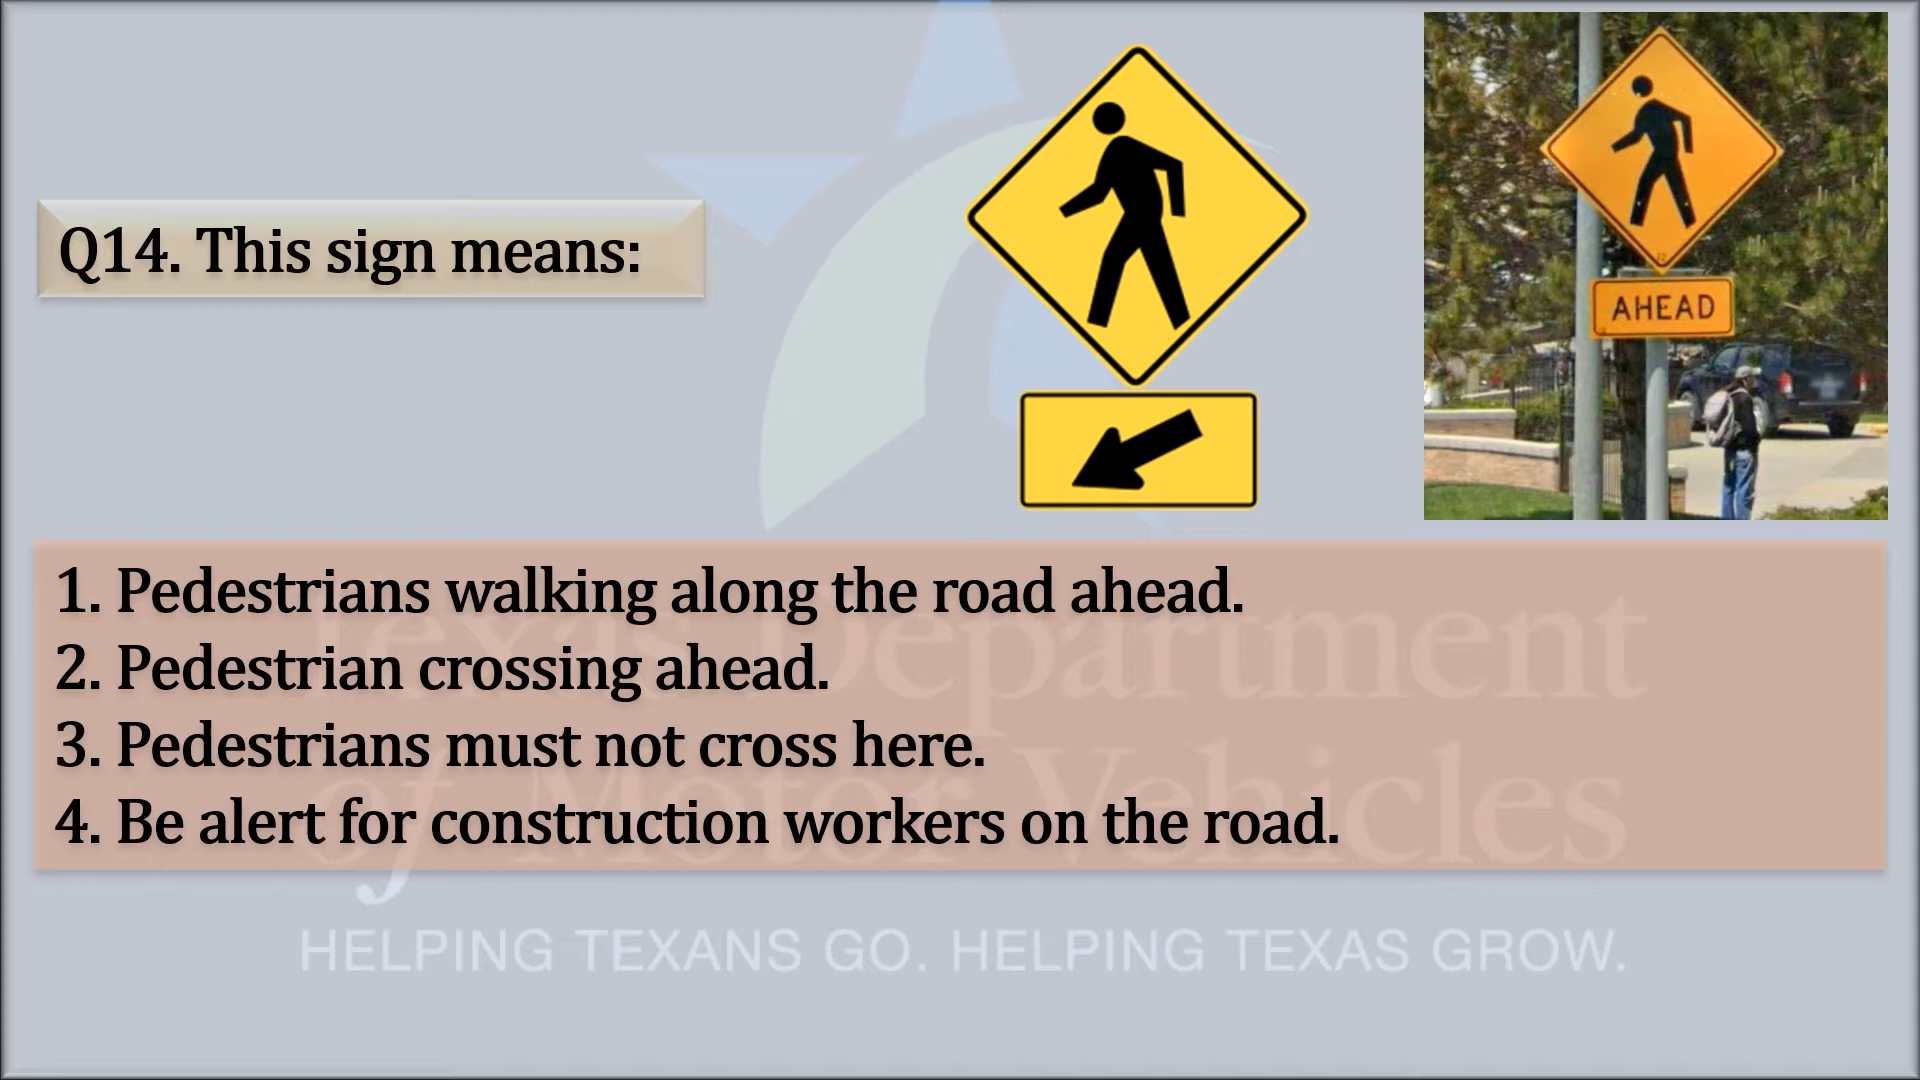 Q14. This sign means:
AHEAD
1. Pedestrians walking along the road ahead.
2. Pedestrian crossing ahead.
3. Pedestrians must not cross here.
4. Be alert for construction workers on the road.
Texas Department
of Motor Vehicles
HELPING TEXANS GO. HELPING TEXAS GROW.